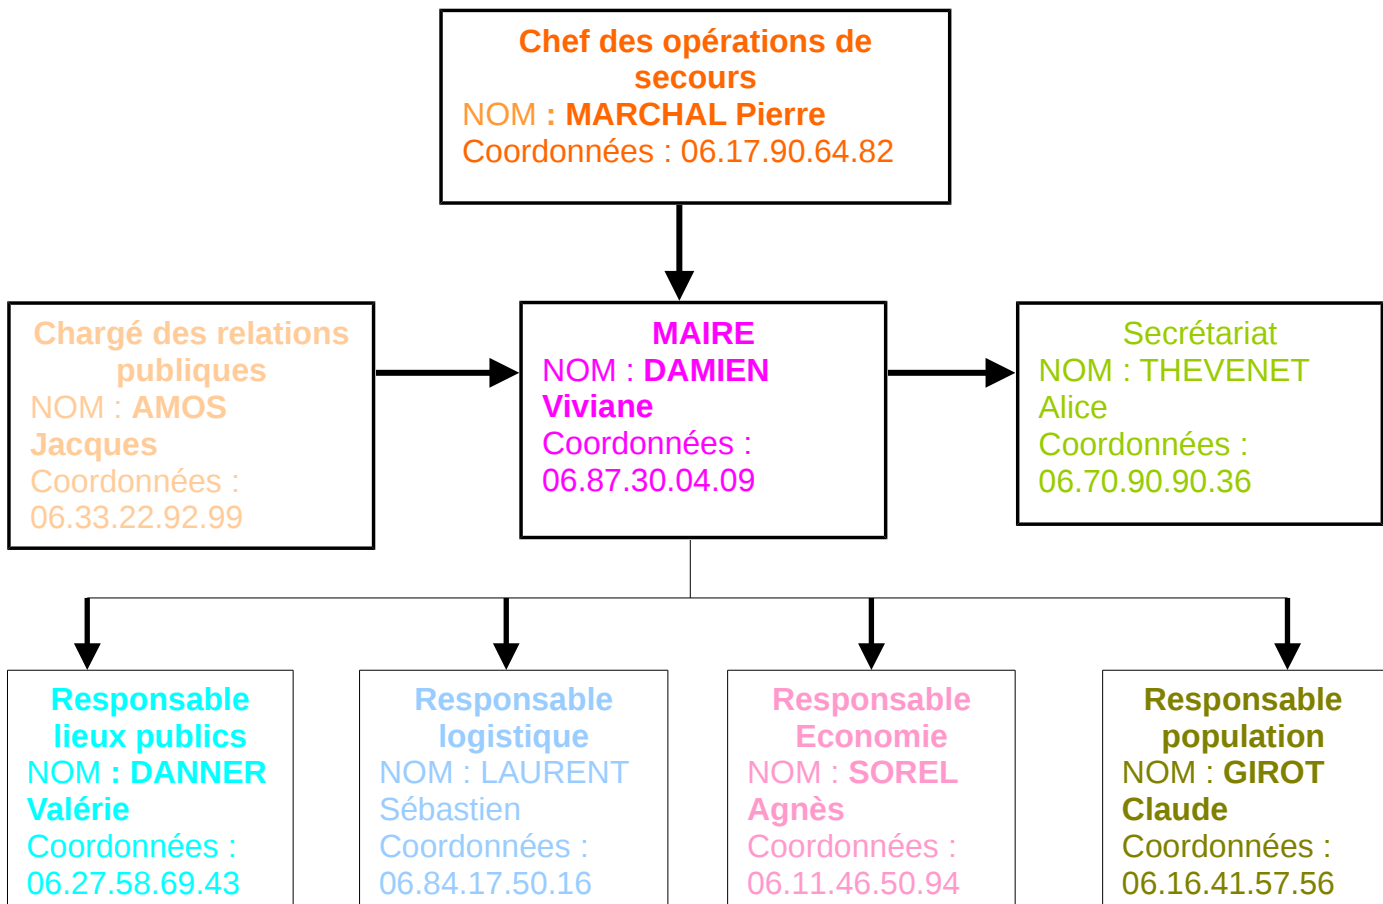 Chef des opérations de
secours
NOM : MARCHAL Pierre
Coordonnées : 06.17.90.64.82
Chargé des relations
publiques
NOM : AMOS
Jacques
Coordonnées :
06.33.22.92.99
MAIRE
NOM : DAMIEN
Viviane
Coordonnées :
06.87.30.04.09
Secrétariat
NOM : THEVENET
Alice
Coordonnées :
06.70.90.90.36
Responsable
lieux publics
NOM : DANNER
Valérie
Coordonnées :
06.27.58.69.43
Responsable
logistique
NOM : LAURENT
Sébastien
Coordonnées :
06.84.17.50.16
Responsable
Economie
NOM : SOREL
Agnès
Coordonnées :
06.11.46.50.94
Responsable
population
NOM : GIROT
Claude
Coordonnées :
06.16.41.57.56